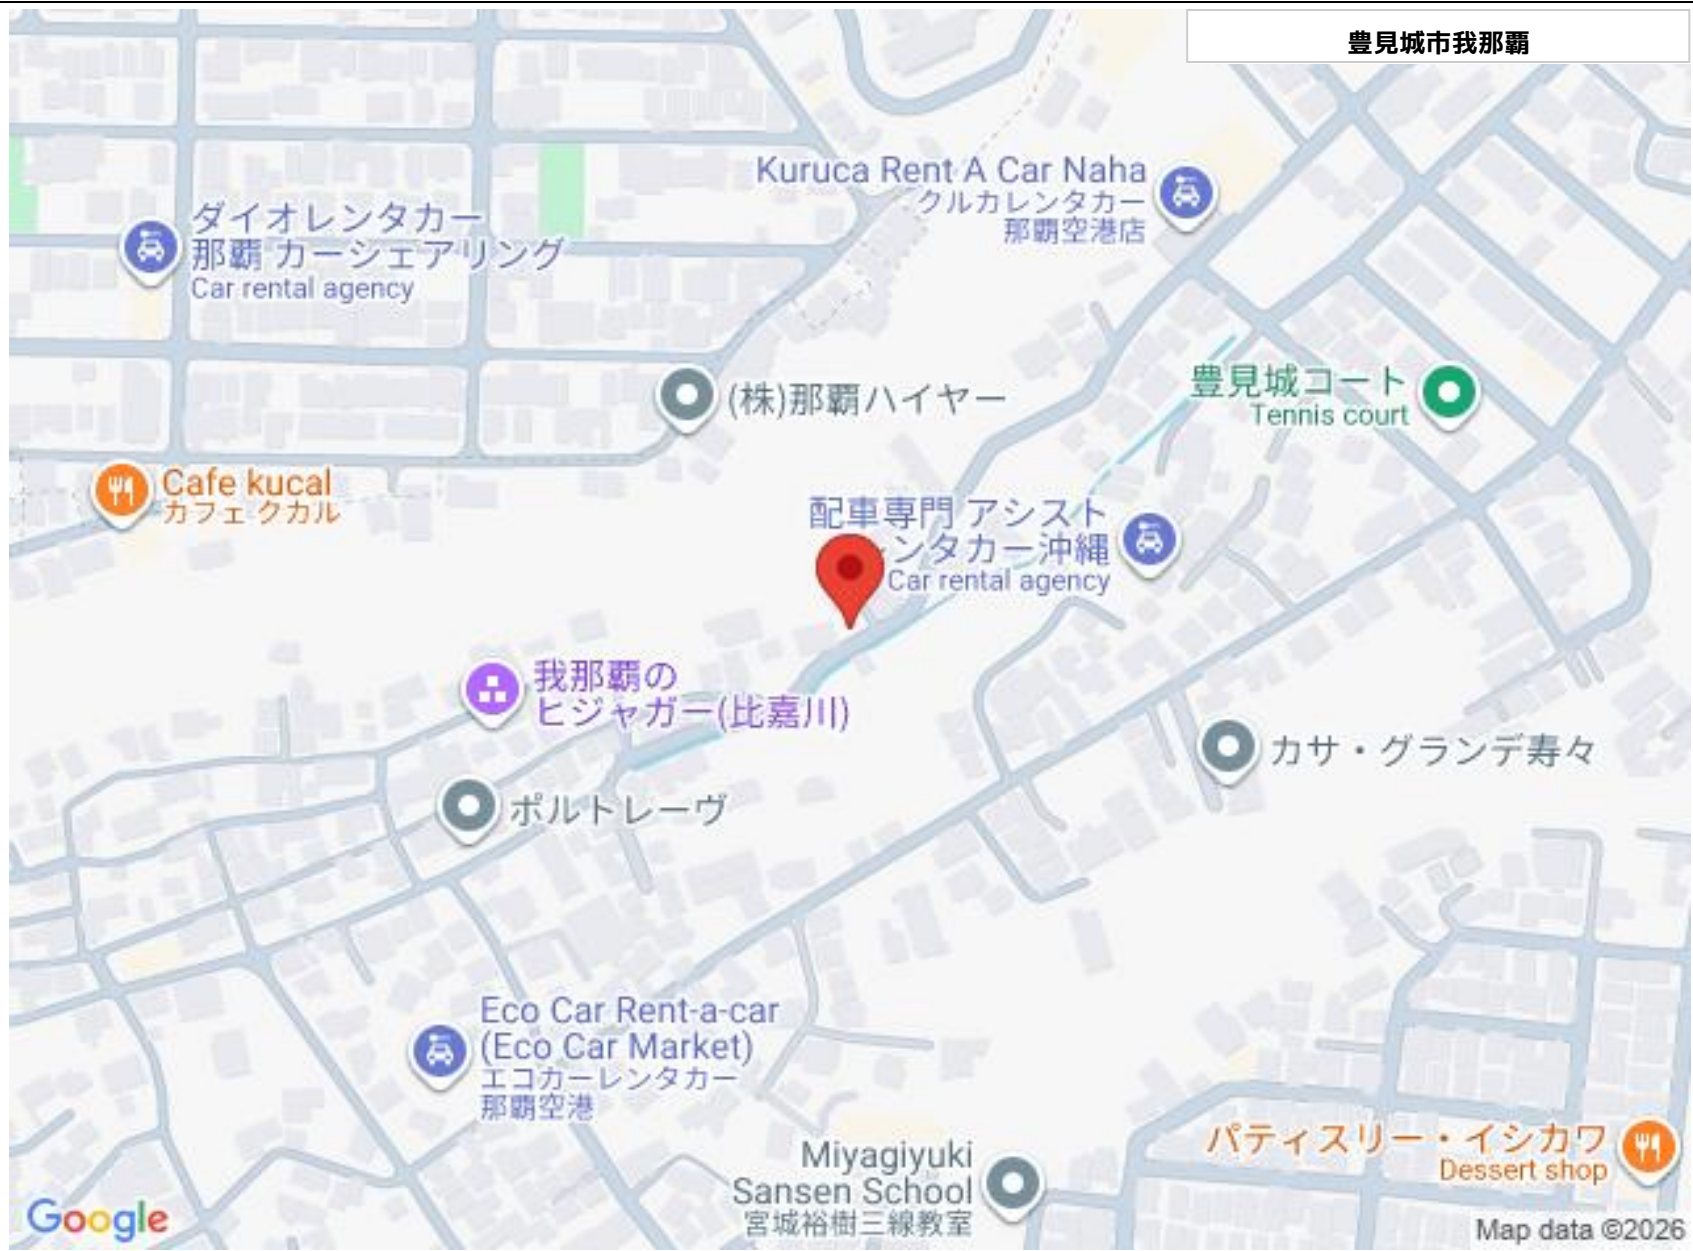 豊見城市我那覇
Kuruca Rent A Car Naha
クルカレンタカー
那覇空港店
ダイオレンタカー
那覇 カーシェアリング
Car rental agency
(株)那覇ハイヤー
豊見城コート
Tennis court
Cafe kucal
カフェ クカル
配車専門 アシスト
ンタカー沖縄
Car rental agency
我那覇の
ヒジャガー(比嘉川)
カサ・グランデ寿々
ポルトレーヴ
Eco Car Rent-a-car
(Eco Car Market)
エコカーレンタカー
那覇空港
パティスリー・イシカワ
Dessert shop
Miyagiyuki
Sansen School
宮城裕樹三線教室
Google
Map data ©2026